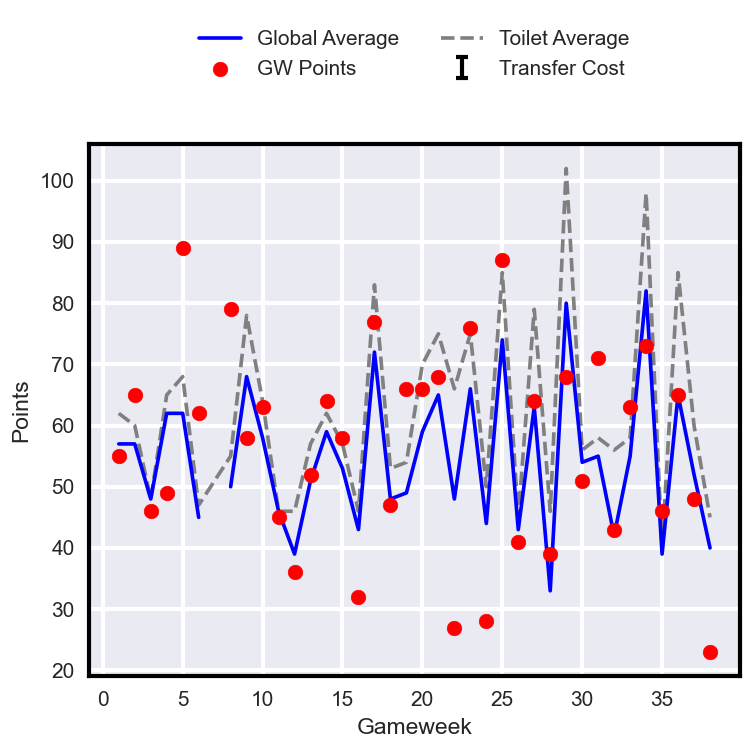 Global Average
Toilet Average
GW Points
Transfer Cost
100
90
80
70
60
50
40
30
20
Points
0 5 10 15 20 25 30 35
Gameweek